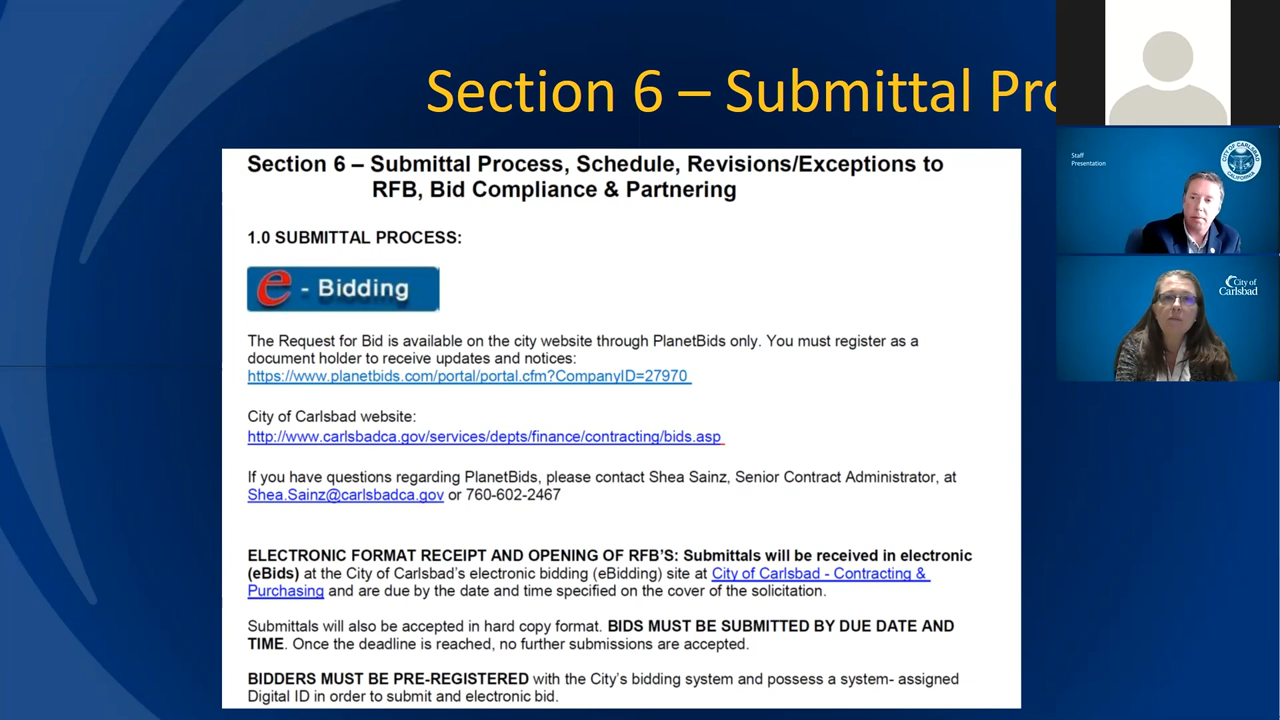 Section 6 – Submittal Pro
Section 6 – Submittal Process, Schedule, Revisions/Exceptions to
RFB, Bid Compliance & Partnering
1.0 SUBMITTAL PROCESS:
e - Bidding
The Request for Bid is available on the city website through PlanetBids only. You must register as a
document holder to receive updates and notices:
https://www.planetbids.com/portal/portal.cfm?CompanyID=27970
City of Carlsbad website:
http://www.carlsbadca.gov/services/depts/finance/contracting/bids.asp
If you have questions regarding PlanetBids, please contact Shea Sainz, Senior Contract Administrator, at
Shea.Sainz@carlsbadca.gov or 760-602-2467
ELECTRONIC FORMAT RECEIPT AND OPENING OF RFB'S: Submittals will be received in electronic
(eBids) at the City of Carlsbad's electronic bidding (eBidding) site at City of Carlsbad - Contracting &
Purchasing and are due by the date and time specified on the cover of the solicitation.
Submittals will also be accepted in hard copy format. BIDS MUST BE SUBMITTED BY DUE DATE AND
TIME. Once the deadline is reached, no further submissions are accepted.
BIDDERS MUST BE PRE-REGISTERED with the City's bidding system and possess a system- assigned
Digital ID in order to submit and electronic bid.
Staff
Presentation
CITY OF CARLSBAD
CALIFORNIA
City of
Carlsbad